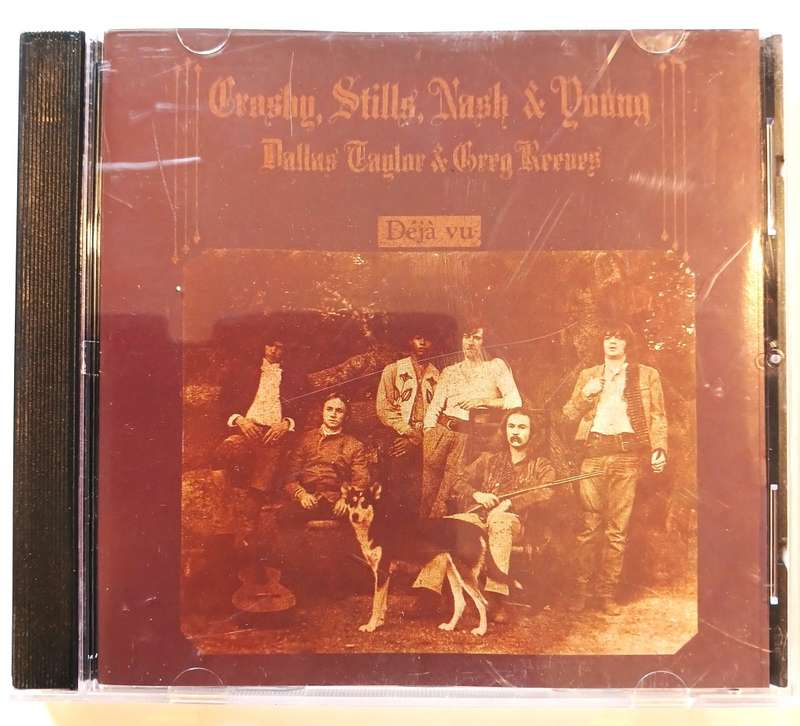 Crosby, Stills, Nash & Young
Dallas Taylor & Greg Reeves
Déjà vu